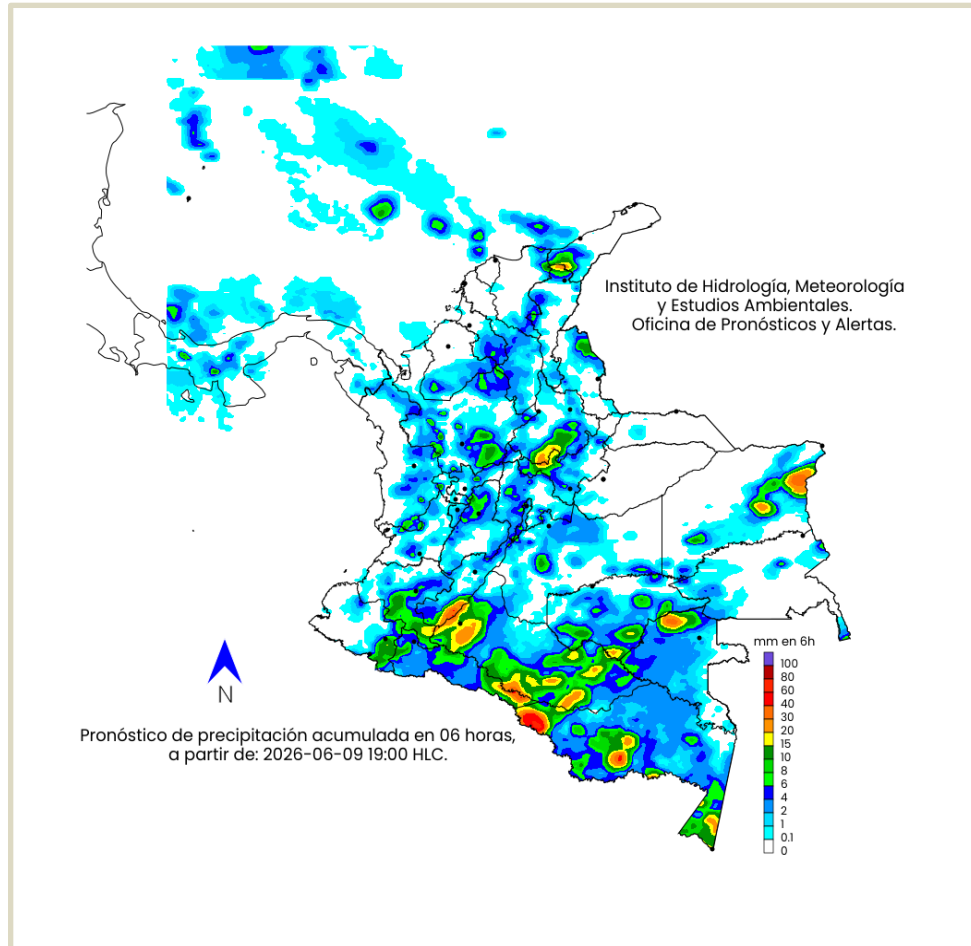 Instituto de Hidrología, Meteorología
y Estudios Ambientales.
Oficina de Pronósticos y Alertas.
mm en 6h
100
80
60
40
30
20
15
10
8
6
4
2
1
0.1
0
N
Pronóstico de precipitación acumulada en 06 horas,
a partir de: 2026-06-09 19:00 HLC.